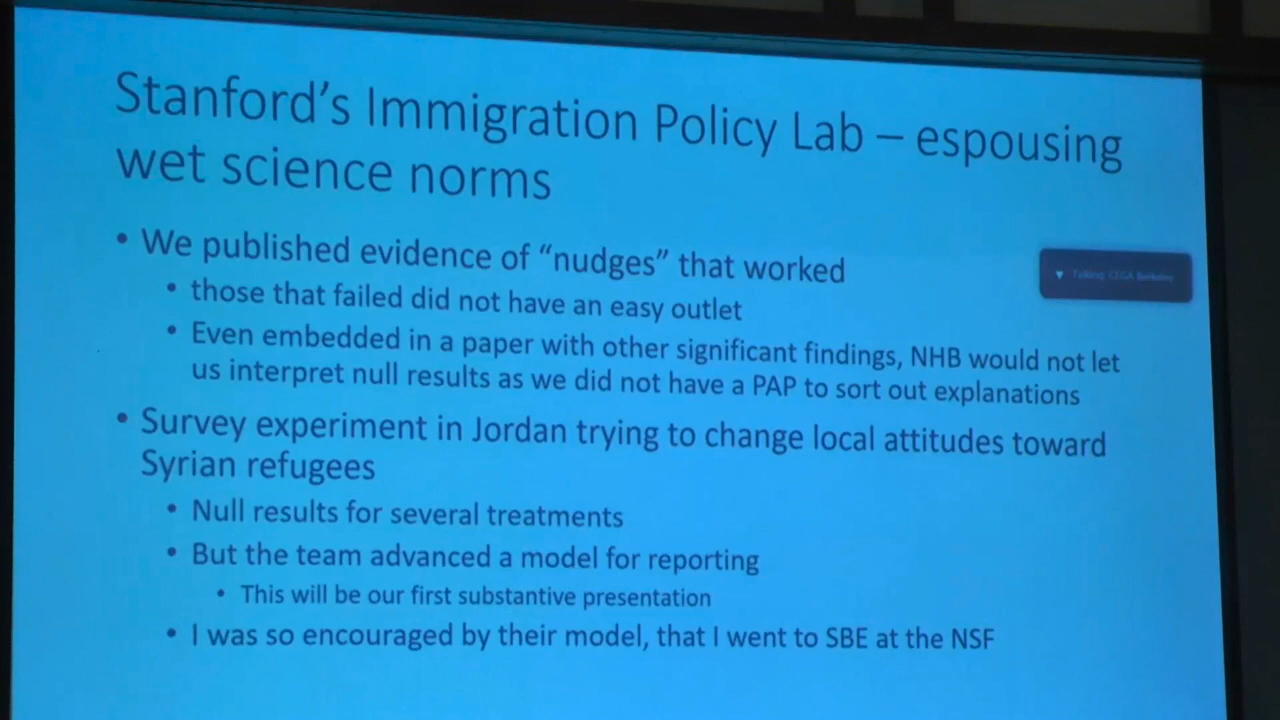 Stanford's Immigration Policy Lab – espousing
wet science norms
• We published evidence of “nudges” that worked
• those that failed did not have an easy outlet
• Even embedded in a paper with other significant findings, NHB would not let
us interpret null results as we did not have a PAP to sort out explanations
Talking: CEGA Berkeley
• Survey experiment in Jordan trying to change local attitudes toward
Syrian refugees
• Null results for several treatments
• But the team advanced a model for reporting
• This will be our first substantive presentation
• I was so encouraged by their model, that I went to SBE at the NSF